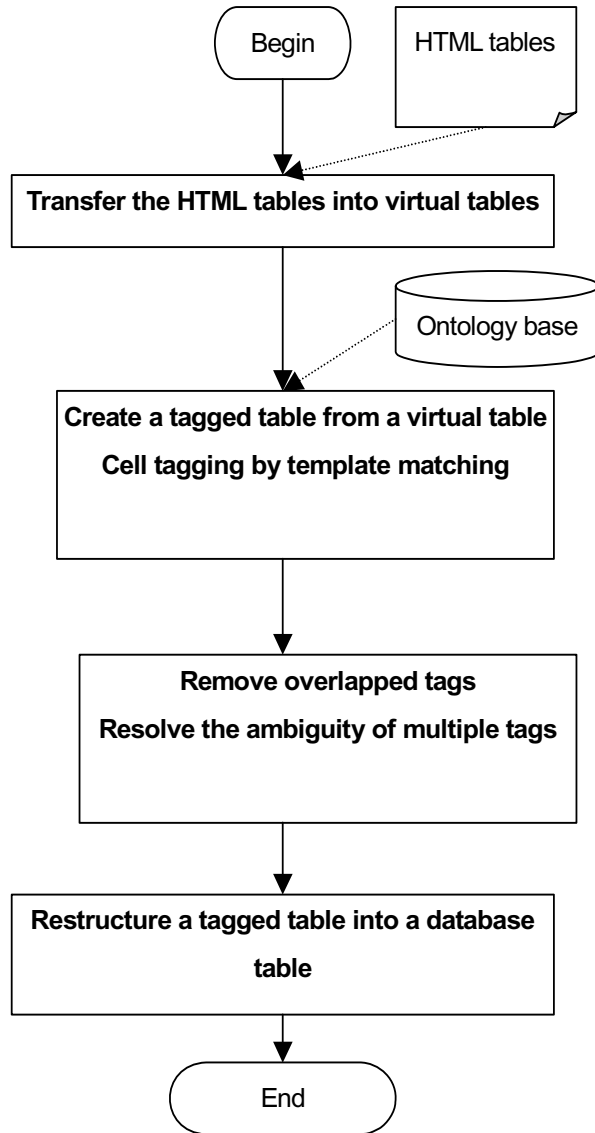 Begin
HTML tables
Transfer the HTML tables into virtual tables
Ontology base
Create a tagged table from a virtual table
Cell tagging by template matching
Remove overlapped tags
Resolve the ambiguity of multiple tags
Restructure a tagged table into a database
table
End